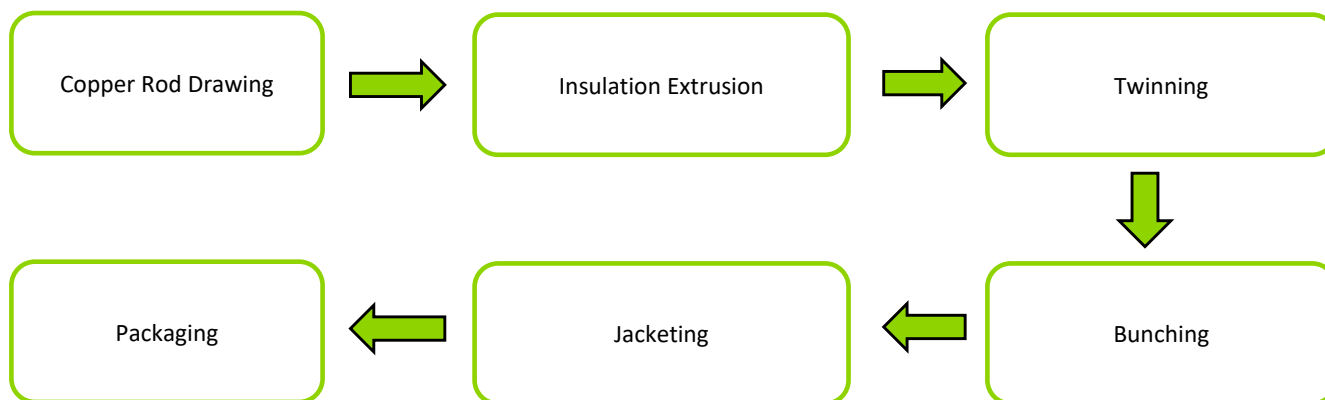 Copper Rod Drawing
Insulation Extrusion
Twinning
Bunching
Jacketing
Packaging